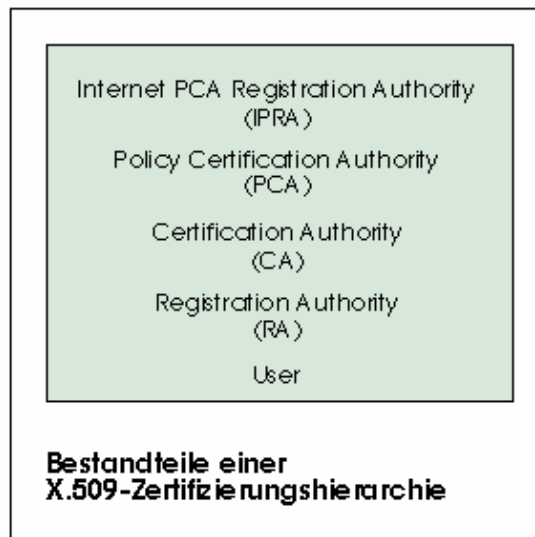 Internet PCA Registration Authority
(IPRA)
Policy Certification Authority
(PCA)
Certification Authority
(CA)
Registration Authority
(RA)
User
Bestandteile einer
X.509-Zertifizierungshierarchie